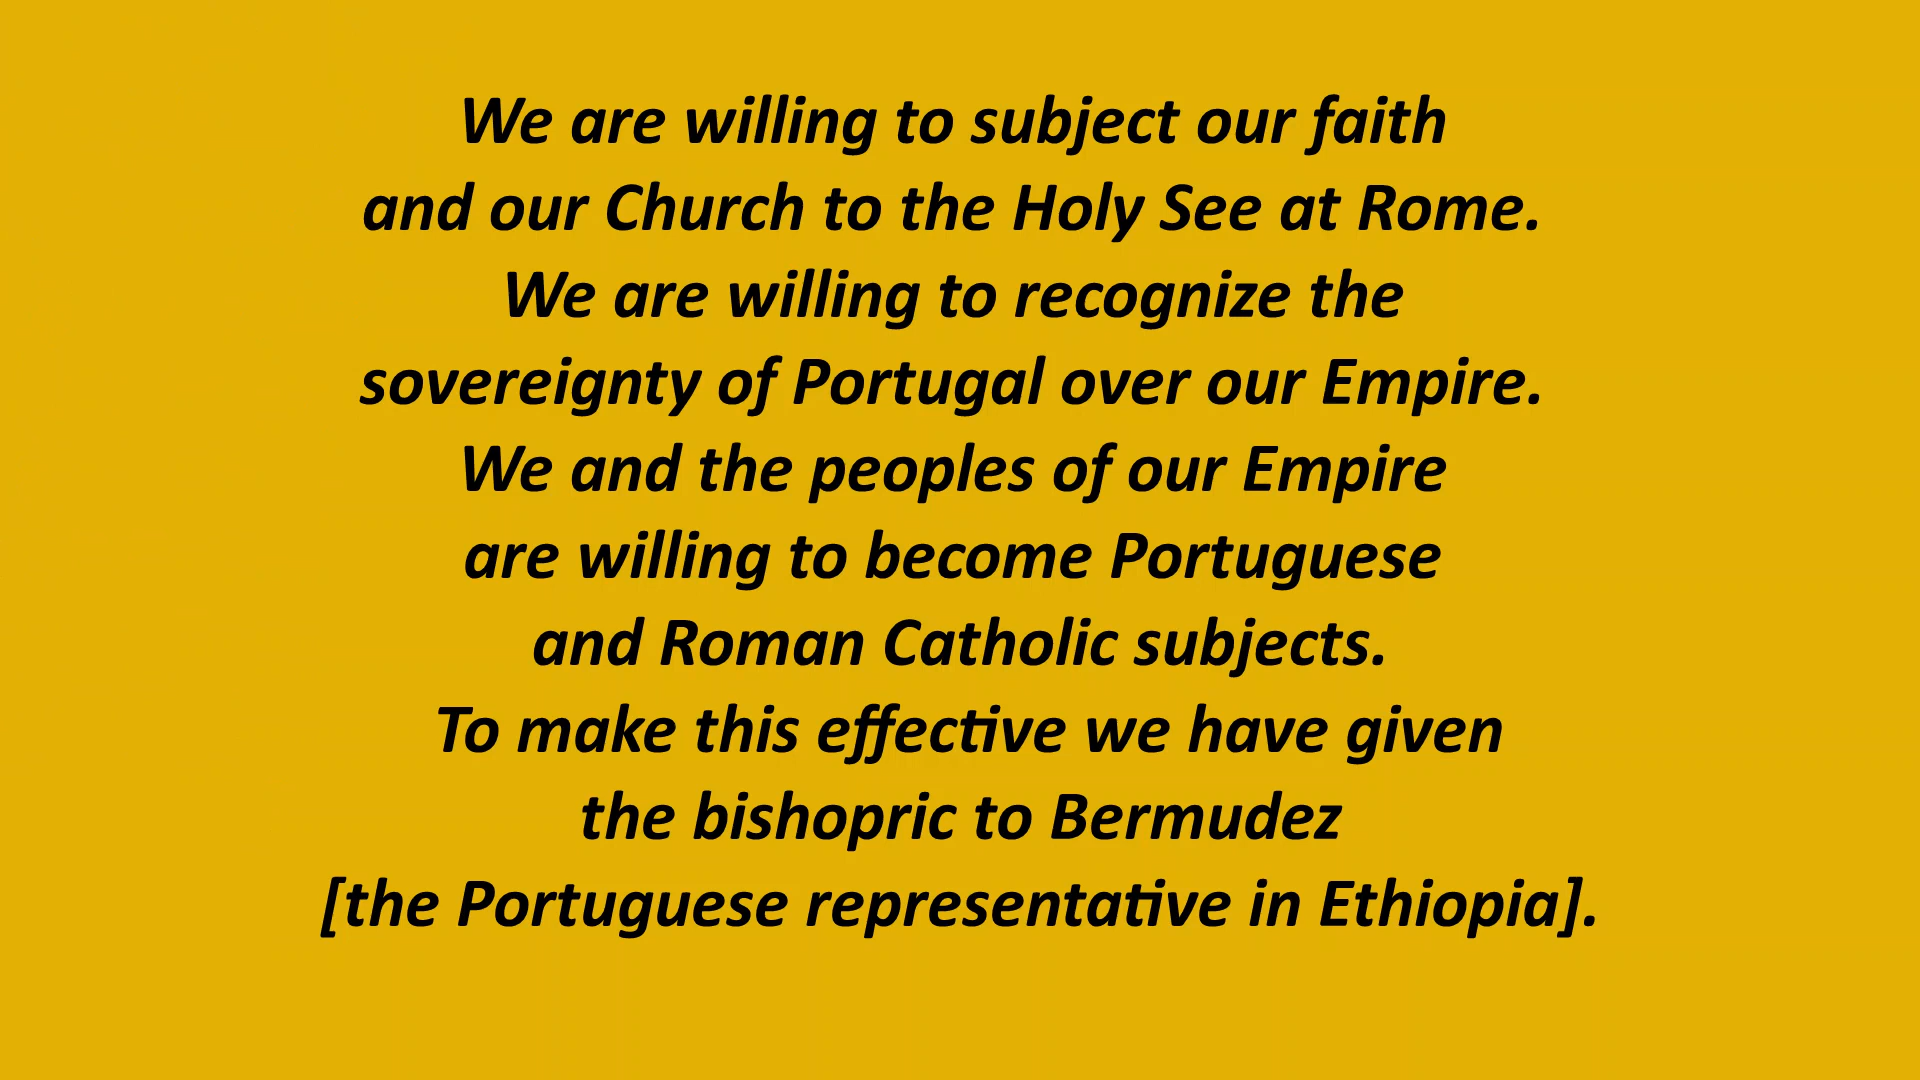 We are willing to subject our faith
and our Church to the Holy See at Rome.
We are willing to recognize the
sovereignty of Portugal over our Empire.
We and the peoples of our Empire
are willing to become Portuguese
and Roman Catholic subjects.
To make this effective we have given
the bishopric to Bermudez
[the Portuguese representative in Ethiopia].